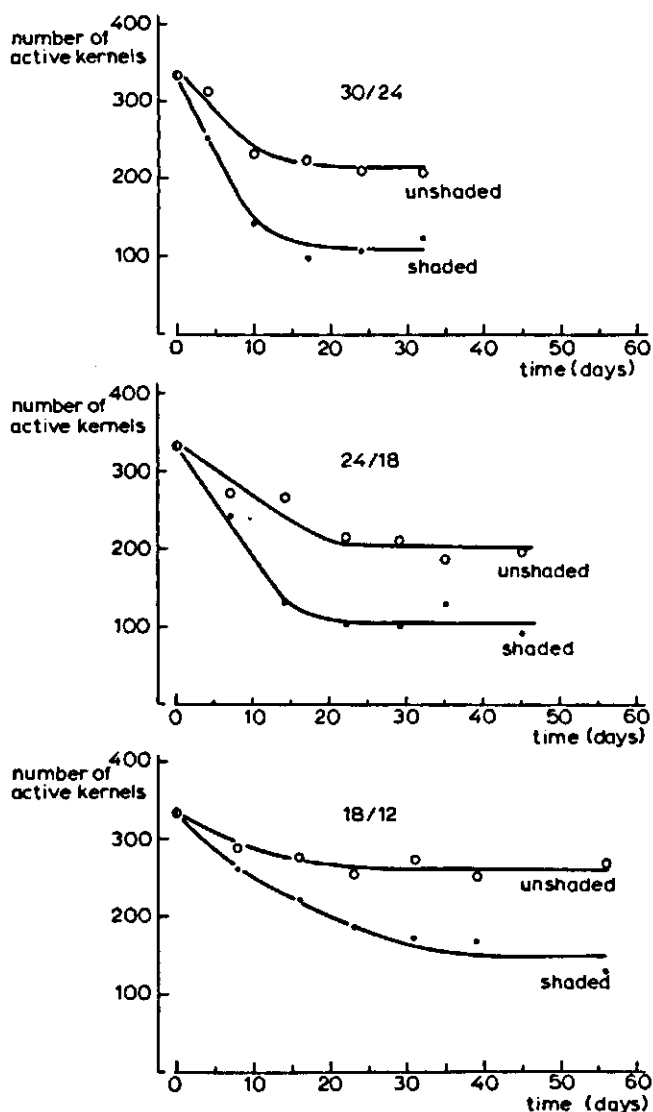 400
number of
active kernels
30/24
300
200
unshaded
100
shaded
0 10 20 30 40 50 60
time (days)
400
number of
active kernels
24/18
300
200
unshaded
100
shaded
0 10 20 30 40 50 60
time (days)
400
number of
active kernels
18/12
300
unshaded
200
100
shaded
0 10 20 30 40 50 60
time (days)